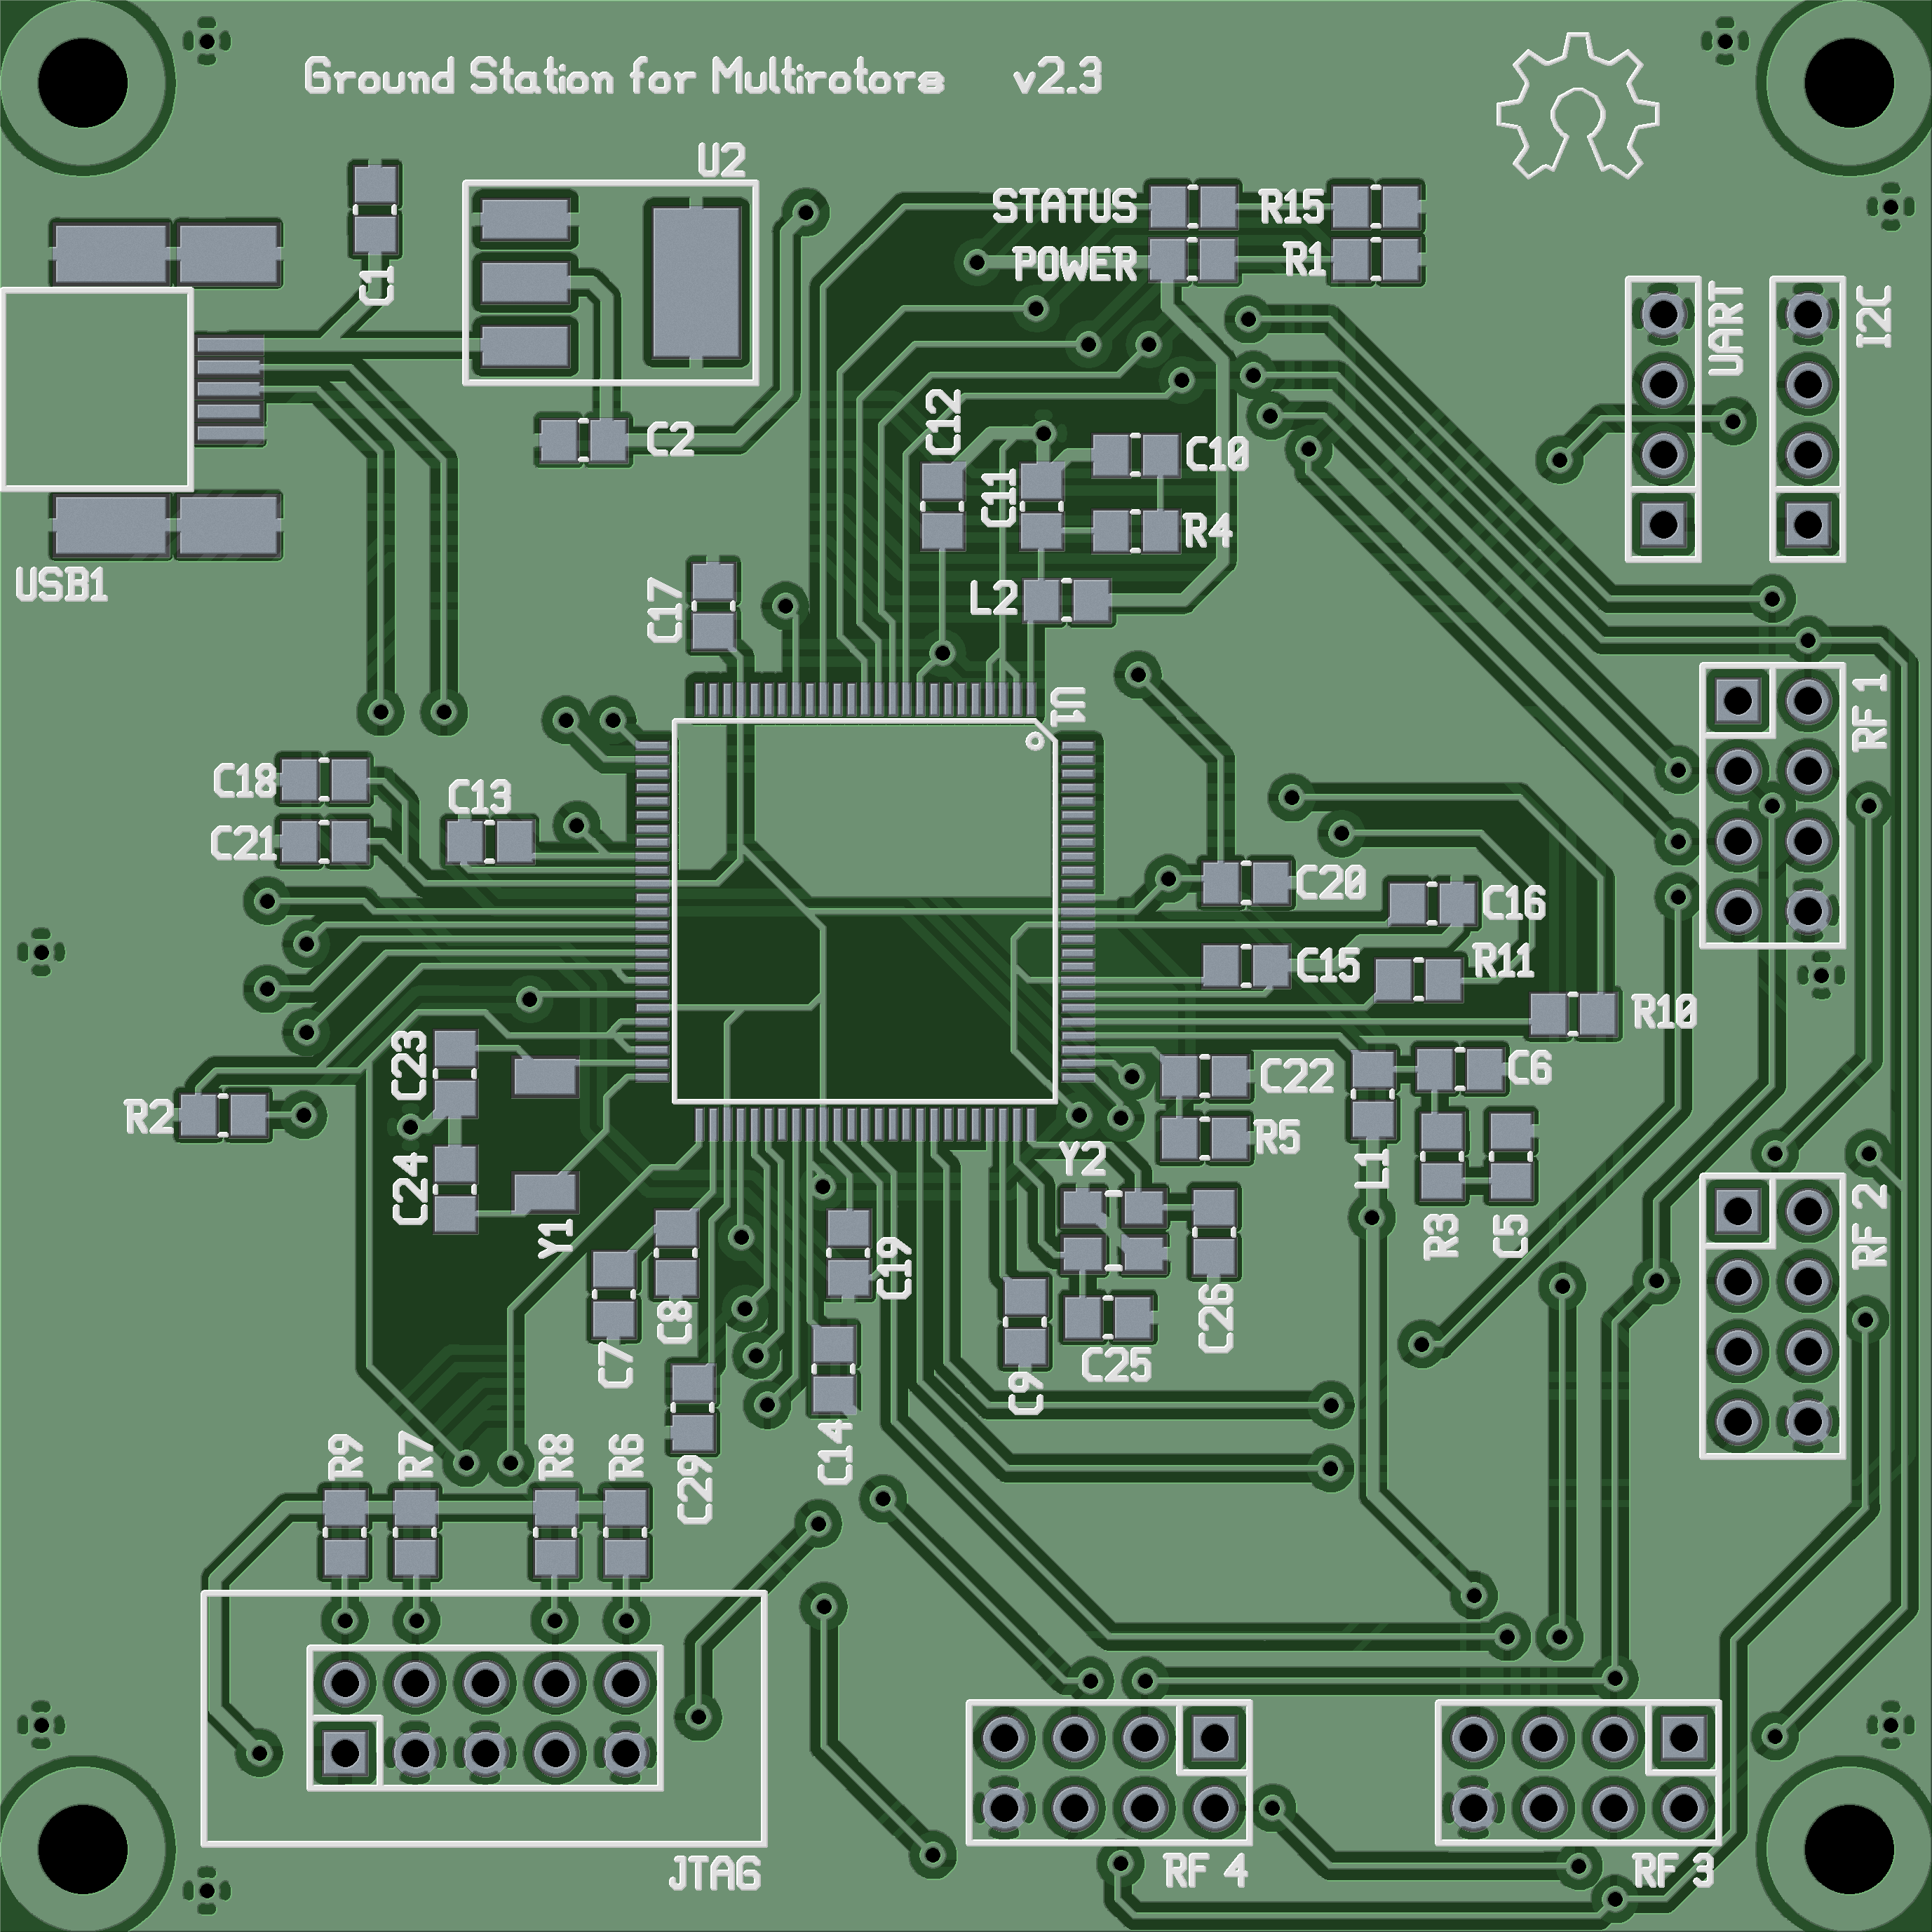 Ground Station for Multirotors v2.3
U2
STATUS
R15
POWER
R1
C1
UART
I2C
C2
C12
C10
C11
R4
USB1
C17
L2
U1
RF 1
C18
C13
C21
C20
C16
C15
R11
R10
C23
C22
C6
R2
R5
Y2
L1
C24
Y1
R3
C5
RF 2
C19
C8
C26
C7
C25
C9
R9
R7
R8
R6
C29
C14
JTAG
RF 4
RF 3